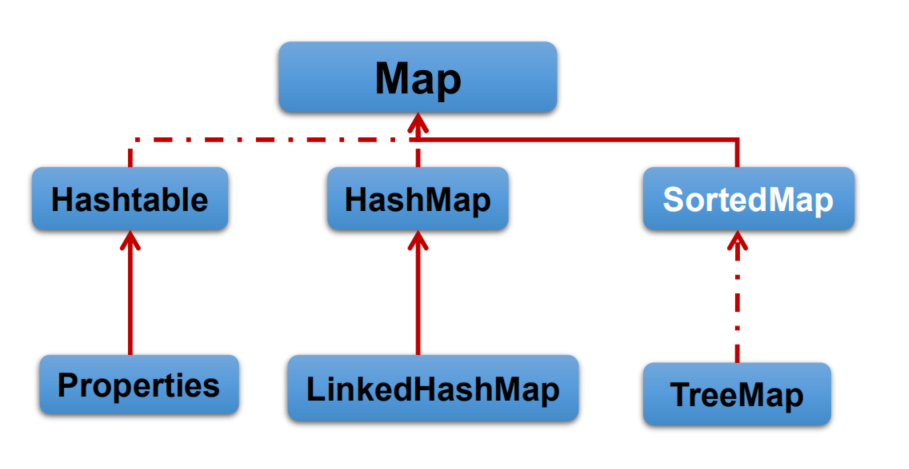 Map
Hashtable
HashMap
SortedMap
Properties
LinkedHashMap
TreeMap